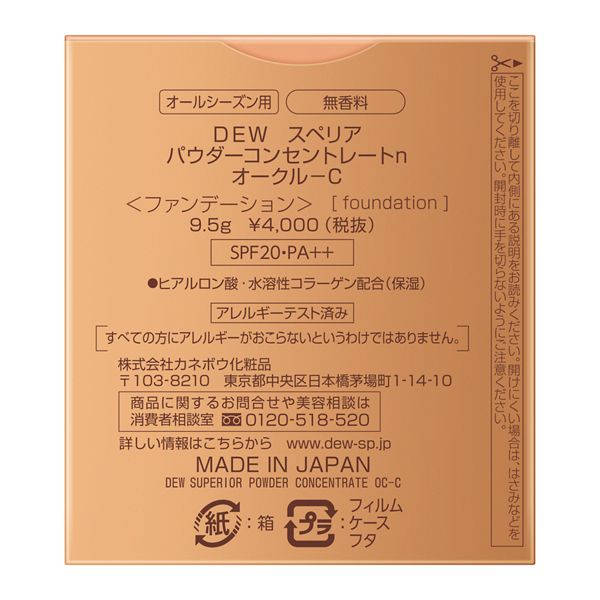 オールシーズン用 無香料
DEW スペリア
パウダーコンセントレートn
オークル-C
＜ファンデーション＞ [foundation]
9.5g ¥4,000(税抜)
SPF20・PA++
●ヒアルロン酸・水溶性コラーゲン配合(保湿)
アレルギーテスト済み
[すべての方にアレルギーがおこらないというわけではありません。]
株式会社カネボウ化粧品
〒103-8210 東京都中央区日本橋茅場町1-14-10
商品に関するお問合せや美容相談は
消費者相談室 0120-518-520
詳しい情報はこちらから www.dew-sp.jp
MADE IN JAPAN
DEW SUPERIOR POWDER CONCENTRATE OC-C
紙:箱 プラ:フィルム
ケース
フタ
ここを切り離して内側にある説明をお読みください。開けにくい場合は、はさみなどを
使用してください。開封時に手を切らないようにご注意ください。